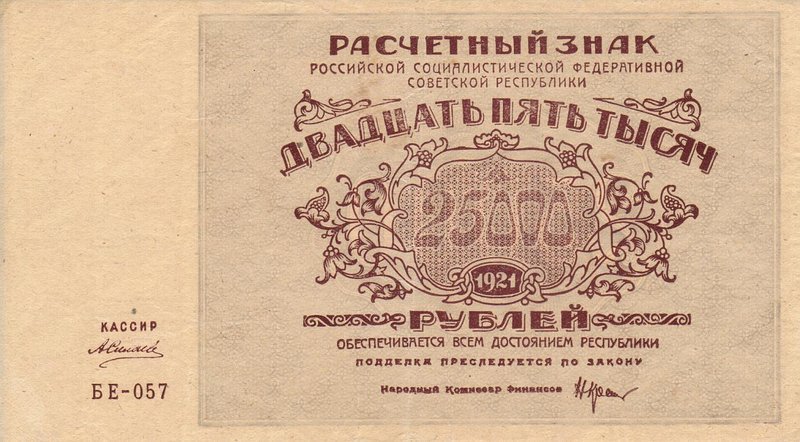 РАСЧЕТНЫЙ ЗНАК
РОССИЙСКОЙ СОЦИАЛИСТИЧЕСКОЙ ФЕДЕРАТИВНОЙ
СОВЕТСКОЙ РЕСПУБЛИКИ
ДВАДЦАТЬ ПЯТЬ ТЫСЯЧ
25000
1921
РУБЛЕЙ
ОБЕСПЕЧИВАЕТСЯ ВСЕМ ДОСТОЯНИЕМ РЕСПУБЛИКИ
ПОДДЕЛКА ПРЕСЛЕДУЕТСЯ ПО ЗАКОНУ
Народный Комиссар Финансов
КАССИР
БЕ-057